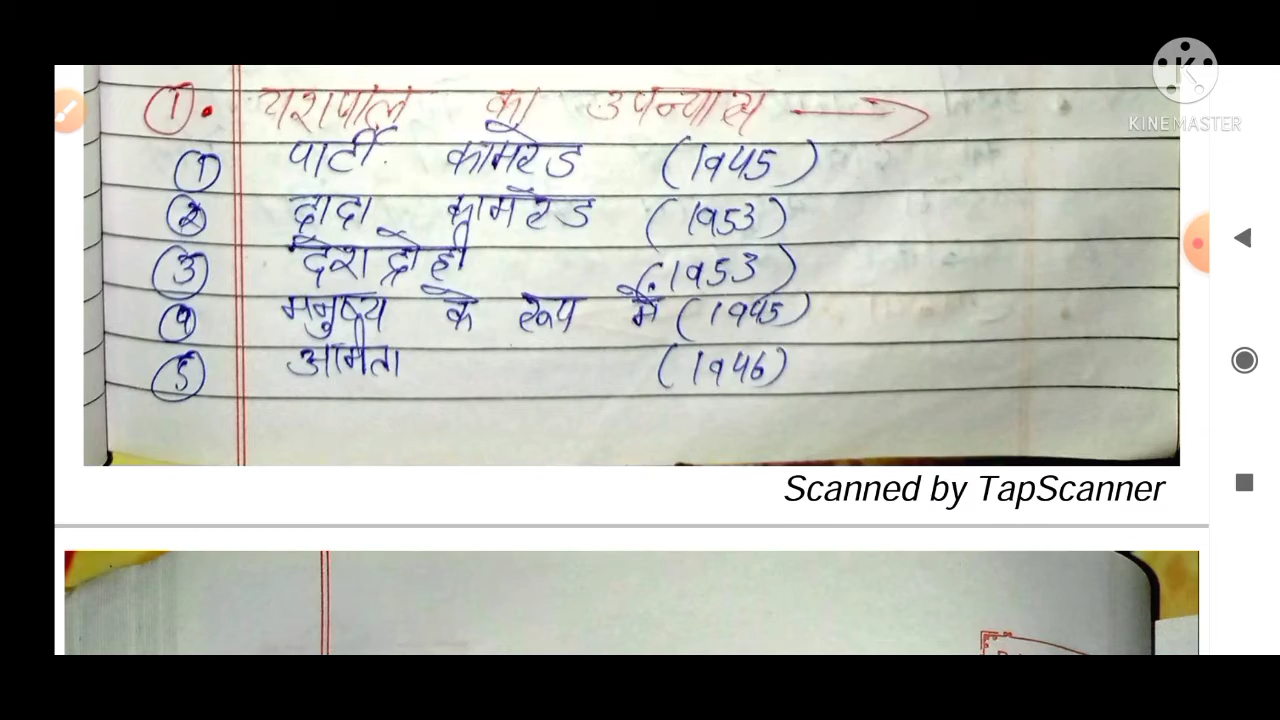 ① • यशपाल का उपन्यास →
① पार्टी कामरेड (1945)
② दादा कामरेड (1953)
③ देशद्रोही (1953)
④ मनुष्य के रूप में (1945)
⑤ अमिता (1946)
Scanned by TapScanner
KINEMASTER